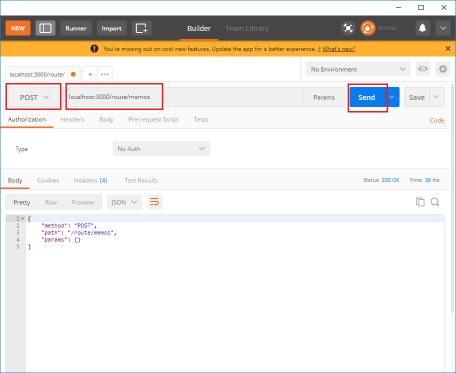 NEW Runner Import Builder Team Library IN SYNC
You're missing out on cool new features. Update the app for a better experience. :) What's new?
localhost:3000/route/ + ••• No Environment
POST localhost:3000/route/memos Params Send Save
Authorization Headers Body Pre-request Script Tests Code
Type No Auth
Body Cookies Headers (4) Test Results Status: 200 OK Time: 36 ms
Pretty Raw Preview JSON
1 {
2 "method": "POST",
3 "path": "/route/memos",
4 "params": {}
5 }